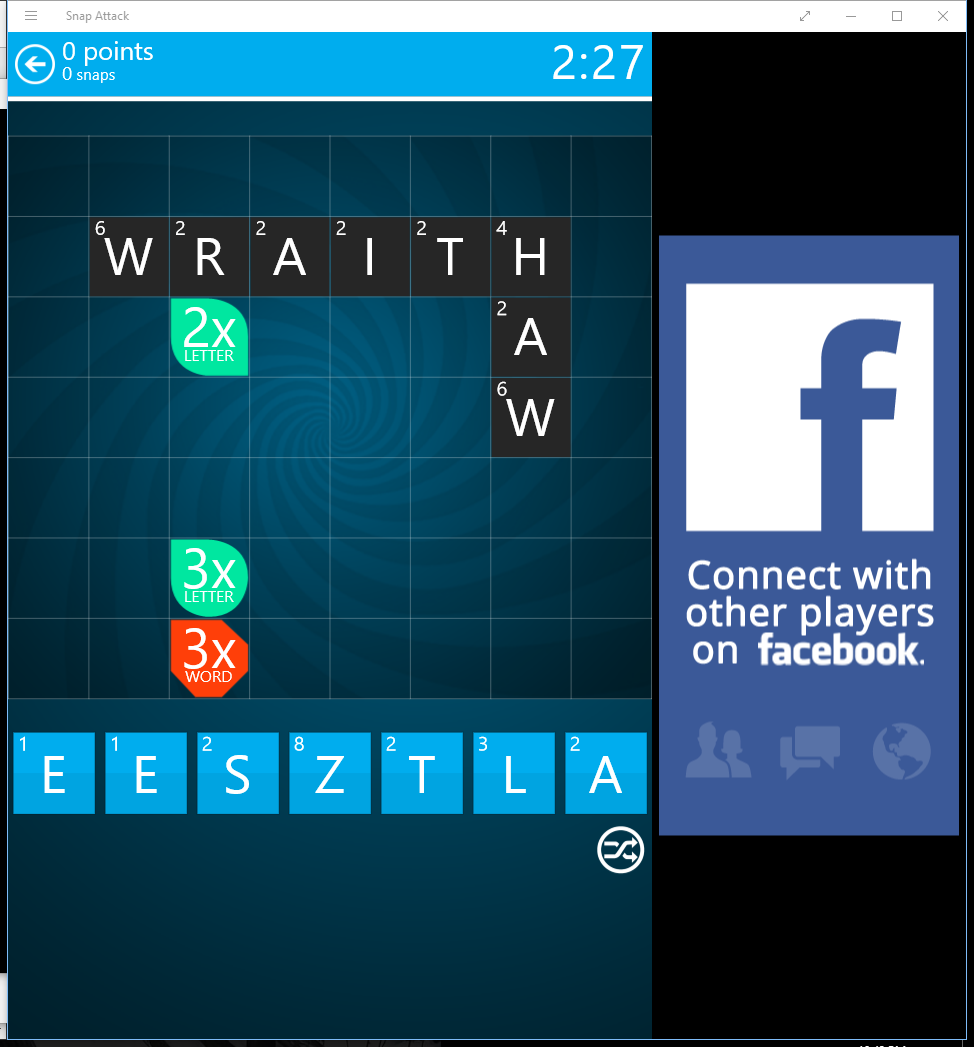 Snap Attack
0 points
0 snaps
2:27
6 W 2 R 2 A 2 I 2 T 4 H
2x
LETTER
2 A
6 W
3x
LETTER
3x
WORD
1 E 1 E 2 S 8 Z 2 T 3 L 2 A
f
Connect with
other players
on facebook.